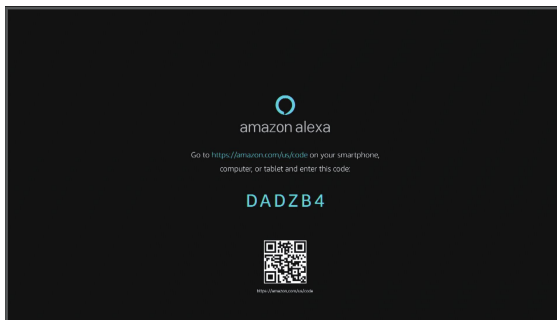 amazon alexa
Go to https://amazon.com/us/code on your smartphone,
computer, or tablet and enter this code:
DADZB4
https://amazon.com/us/code